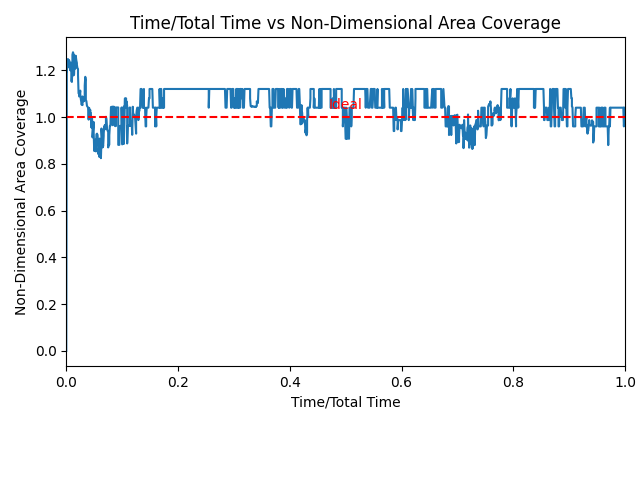 Time/Total Time vs Non-Dimensional Area Coverage
Non-Dimensional Area Coverage
1.2
1.0
0.8
0.6
0.4
0.2
0.0
Ideal
0.0 0.2 0.4 0.6 0.8 1.0
Time/Total Time